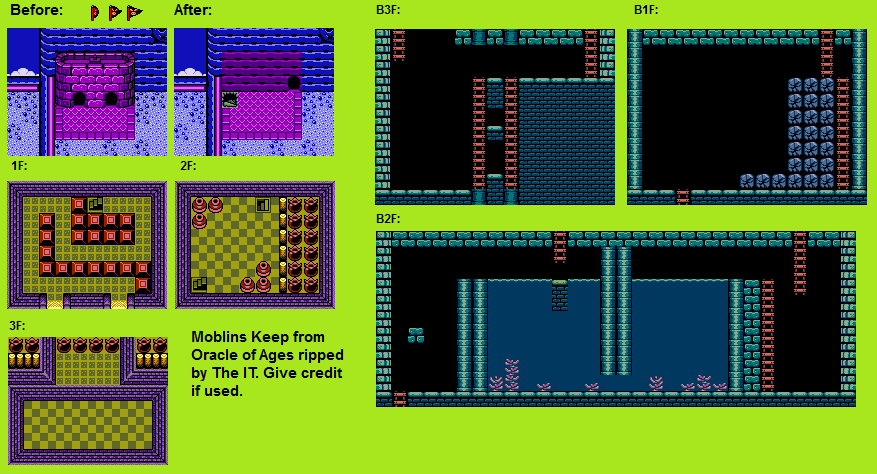 Before:
After:
B3F:
B1F:
1F:
2F:
B2F:
3F:
Moblins Keep from
Oracle of Ages ripped
by The IT. Give credit
if used.